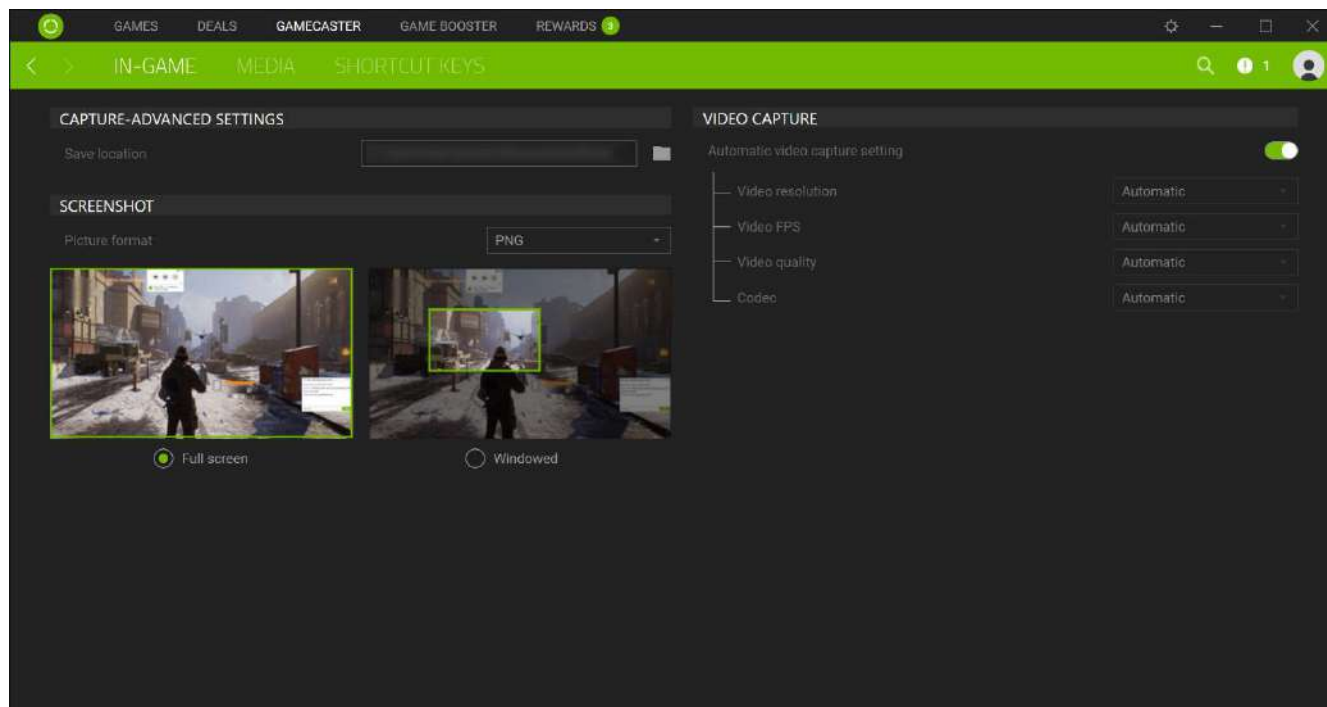 GAMES DEALS GAMECASTER GAME BOOSTER REWARDS 3
IN-GAME MEDIA SHORTCUT KEYS 1
CAPTURE-ADVANCED SETTINGS
Save location
SCREENSHOT
Picture format PNG
Full screen Windowed
VIDEO CAPTURE
Automatic video capture setting
Video resolution Automatic
Video FPS Automatic
Video quality Automatic
Codec Automatic